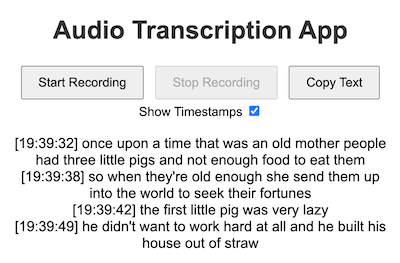 Audio Transcription App
Start Recording
Stop Recording
Copy Text
Show Timestamps
[19:39:32] once upon a time that was an old mother people
had three little pigs and not enough food to eat them
[19:39:38] so when they're old enough she send them up
into the world to seek their fortunes
[19:39:42] the first little pig was very lazy
[19:39:49] he didn't want to work hard at all and he built his
house out of straw